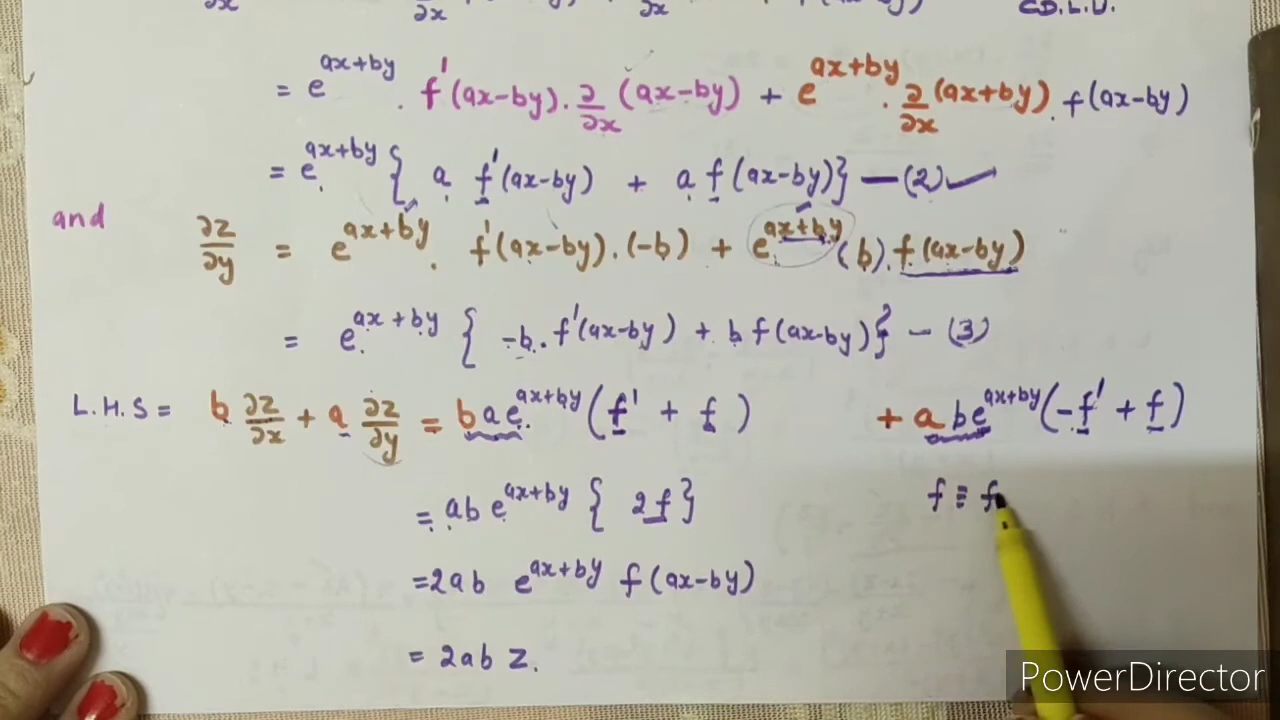 = e^{ax+by} . f'(ax-by) . ∂/∂x (ax-by) + e^{ax+by} . ∂/∂x (ax+by) . f(ax-by)
= e^{ax+by} { a f'(ax-by) + a f(ax-by)} — (2) ✓
and ∂z/∂y = e^{ax+by} . f'(ax-by) . (-b) + e^{ax+by} (b) . f(ax-by)
= e^{ax+by} { -b . f'(ax-by) + b f(ax-by)} - (3)
L.H.S = b ∂z/∂x + a ∂z/∂y = bae^{ax+by} (f' + f) + abe^{ax+by} (-f' + f)
= ab e^{ax+by} { 2f} f ≡ f
=2ab e^{ax+by} f(ax-by)
= 2ab z.
PowerDirector